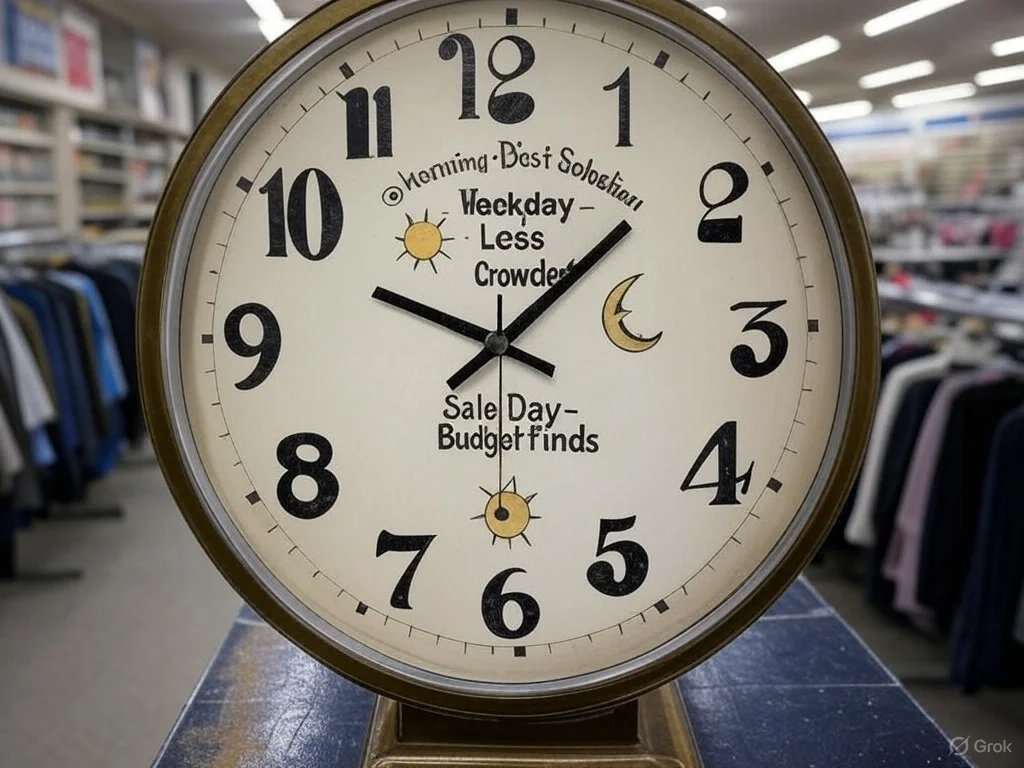 12
11 1
10 2
Weckday –
Less
9 3
Sale Day –
Budget finds
8 4
7 5
6
Grok